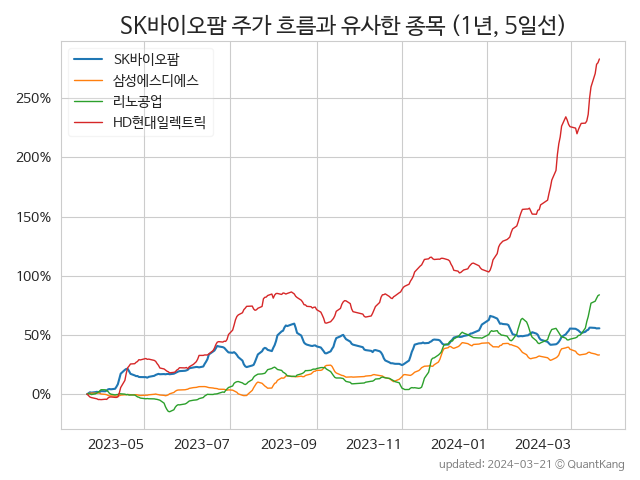 SK바이오팜 주가 흐름과 유사한 종목 (1년, 5일선)
SK바이오팜
삼성에스디에스
리노공업
HD현대일렉트릭
250%
200%
150%
100%
50%
0%
2023-05 2023-07 2023-09 2023-11 2024-01 2024-03
updated: 2024-03-21 © QuantKang